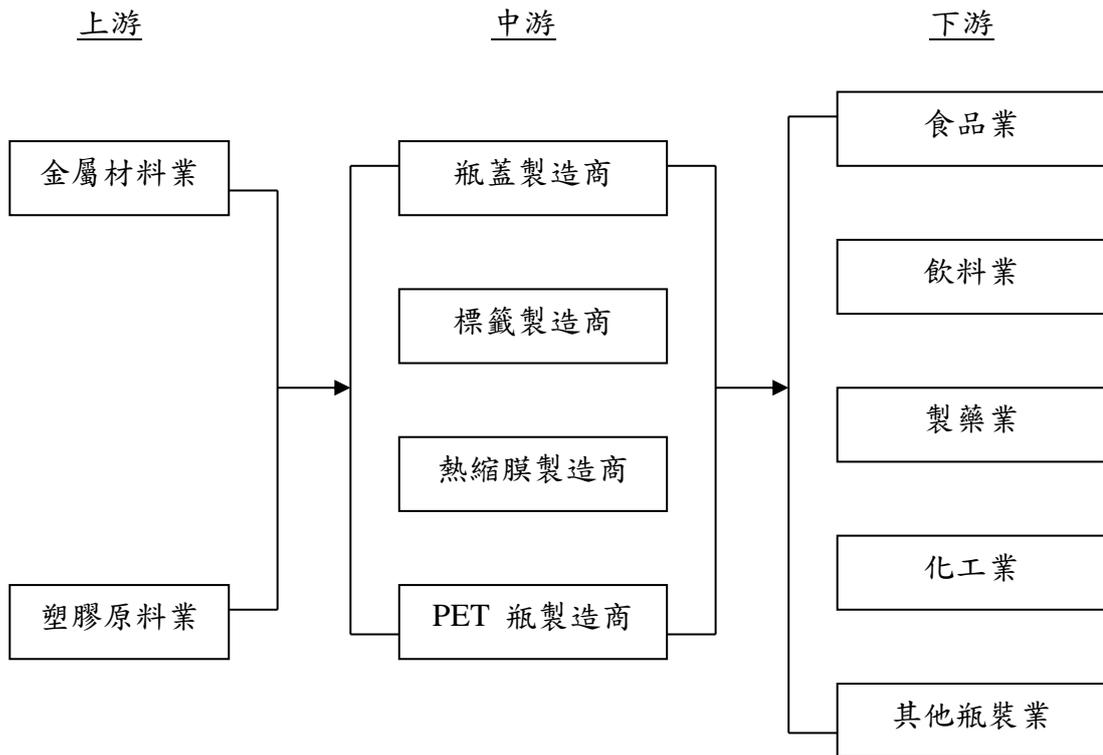 上游
中游
下游
金屬材料業
塑膠原料業
瓶蓋製造商
標籤製造商
熱縮膜製造商
PET 瓶製造商
食品業
飲料業
製藥業
化工業
其他瓶裝業